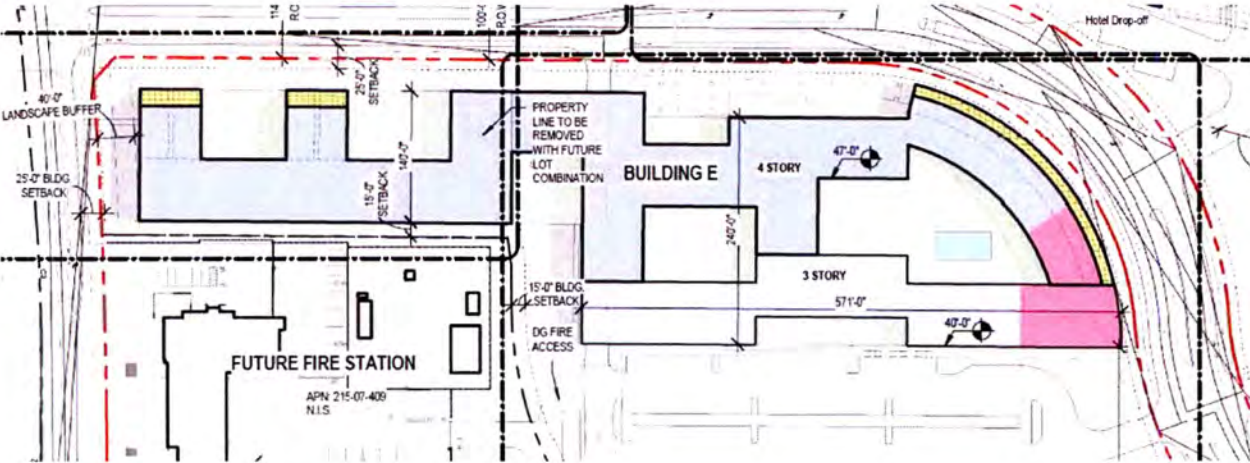 114
R.O
100'-
R.O.W
Hotel Drop-off
40'-0"
LANDSCAPE BUFFER
25'-0"
SETBACK
25'-0" BLDG
SETBACK
140'-0"
15'-0"
SETBACK
PROPERTY
LINE TO BE
REMOVED
WITH FUTURE
LOT
COMBINATION
BUILDING E
4 STORY
47'-0"
240'-0"
3 STORY
571'-0"
15'-0" BLDG.
SETBACK
DG FIRE
ACCESS
40'-0"
FUTURE FIRE STATION
APN: 215-07-409
N.I.S.